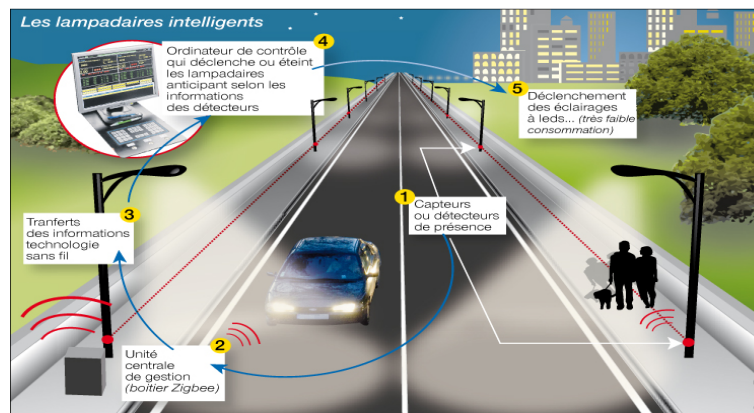 Les lampadaires intelligents
1
Capteurs
ou détecteurs
de présence
2
Unité
centrale
de gestion
(boitier Zigbee)
3
Tranferts
des informations
technologie
sans fil
4
Ordinateur de contrôle
qui déclenche ou éteint
les lampadaires
anticipant selon les
informations
des détecteurs
5
Déclenchement
des éclairages
à leds... (très faible
consommation)